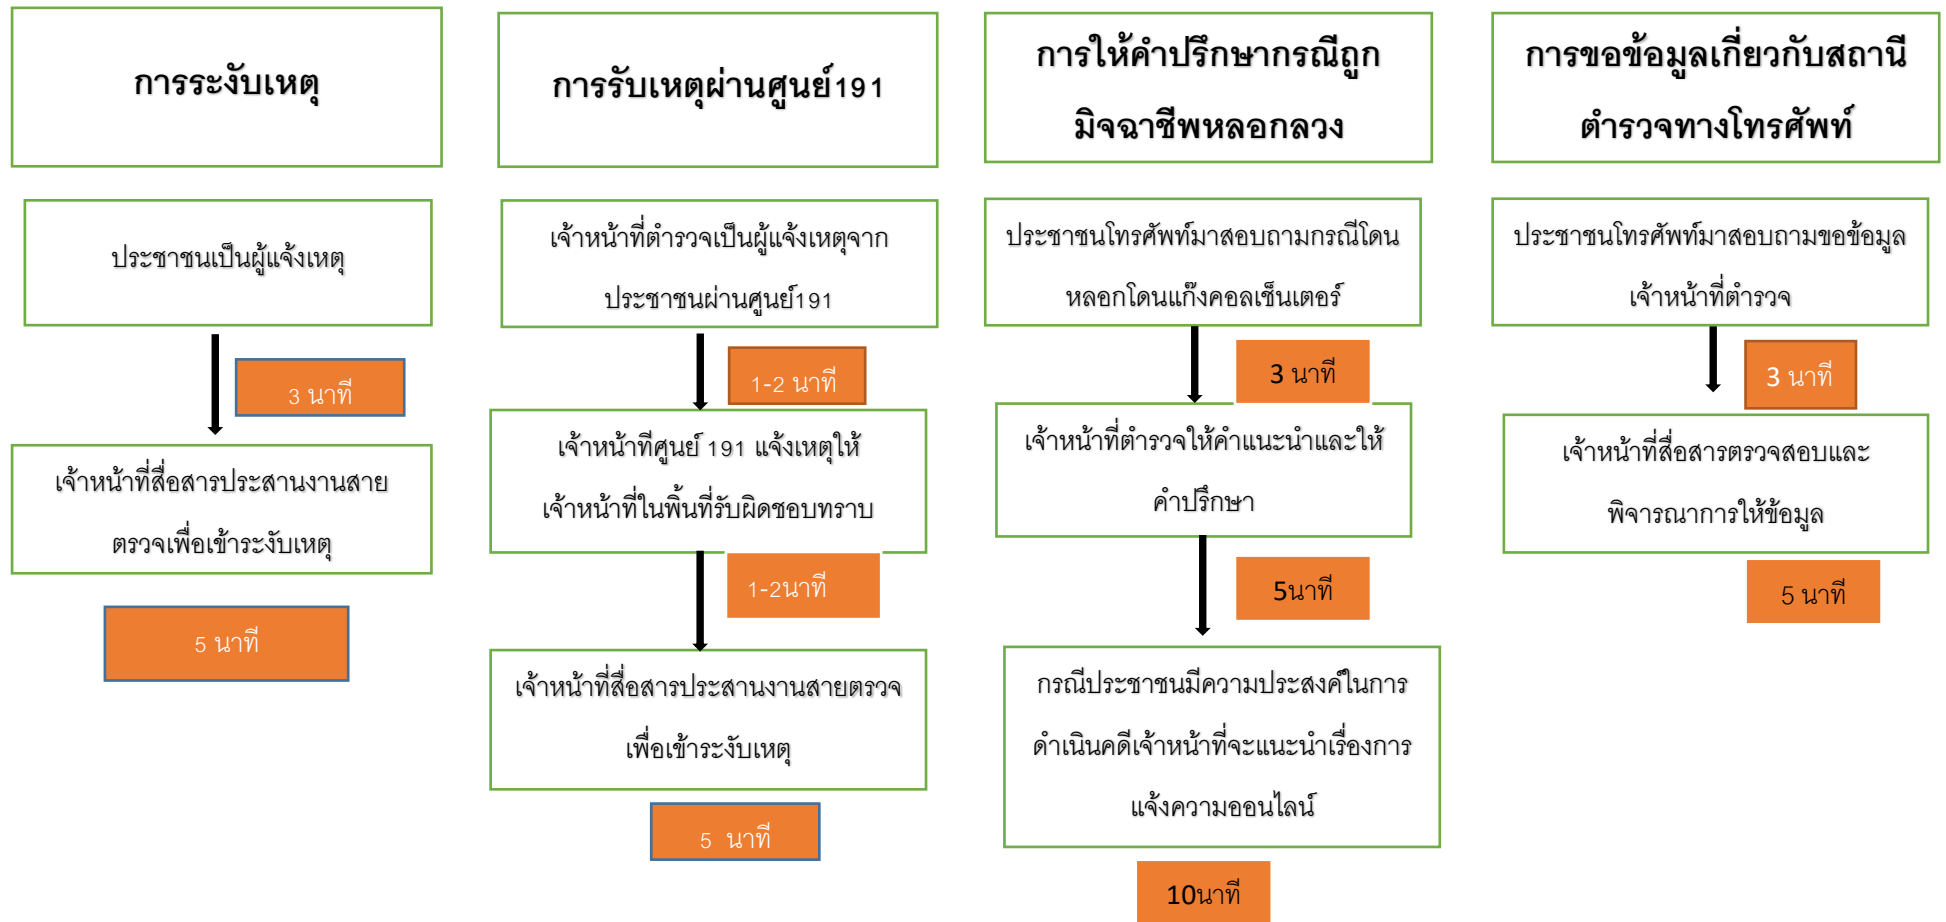 การระงับเหตุ
ประชาชนเป็นผู้แจ้งเหตุ
3 นาที
เจ้าหน้าที่สื่อสารประสานงานสาย
ตรวจเพื่อเข้าระงับเหตุ
5 นาที
การรับเหตุผ่านศูนย์191
เจ้าหน้าที่ตำรวจเป็นผู้แจ้งเหตุจาก
ประชาชนผ่านศูนย์191
1-2 นาที
เจ้าหน้าทีศูนย์ 191 แจ้งเหตุให้
เจ้าหน้าที่ในพิ้นที่รับผิดชอบทราบ
1-2นาที
เจ้าหน้าที่สื่อสารประสานงานสายตรวจ
เพื่อเข้าระงับเหตุ
5 นาที
การให้คำปรึกษากรณีถูก
มิจฉาชีพหลอกลวง
ประชาชนโทรศัพท์มาสอบถามกรณีโดน
หลอกโดนแก๊งคอลเซ็นเตอร์
3 นาที
เจ้าหน้าที่ตำรวจให้คำแนะนำและให้
คำปรึกษา
5นาที
กรณีประชาชนมีความประสงค์ในการ
ดำเนินคดีเจ้าหน้าที่จะแนะนำเรื่องการ
แจ้งความออนไลน์
10นาที
การขอข้อมูลเกี่ยวกับสถานี
ตำรวจทางโทรศัพท์
ประชาชนโทรศัพท์มาสอบถามขอข้อมูล
เจ้าหน้าที่ตำรวจ
3 นาที
เจ้าหน้าที่สื่อสารตรวจสอบและ
พิจารณาการให้ข้อมูล
5 นาที